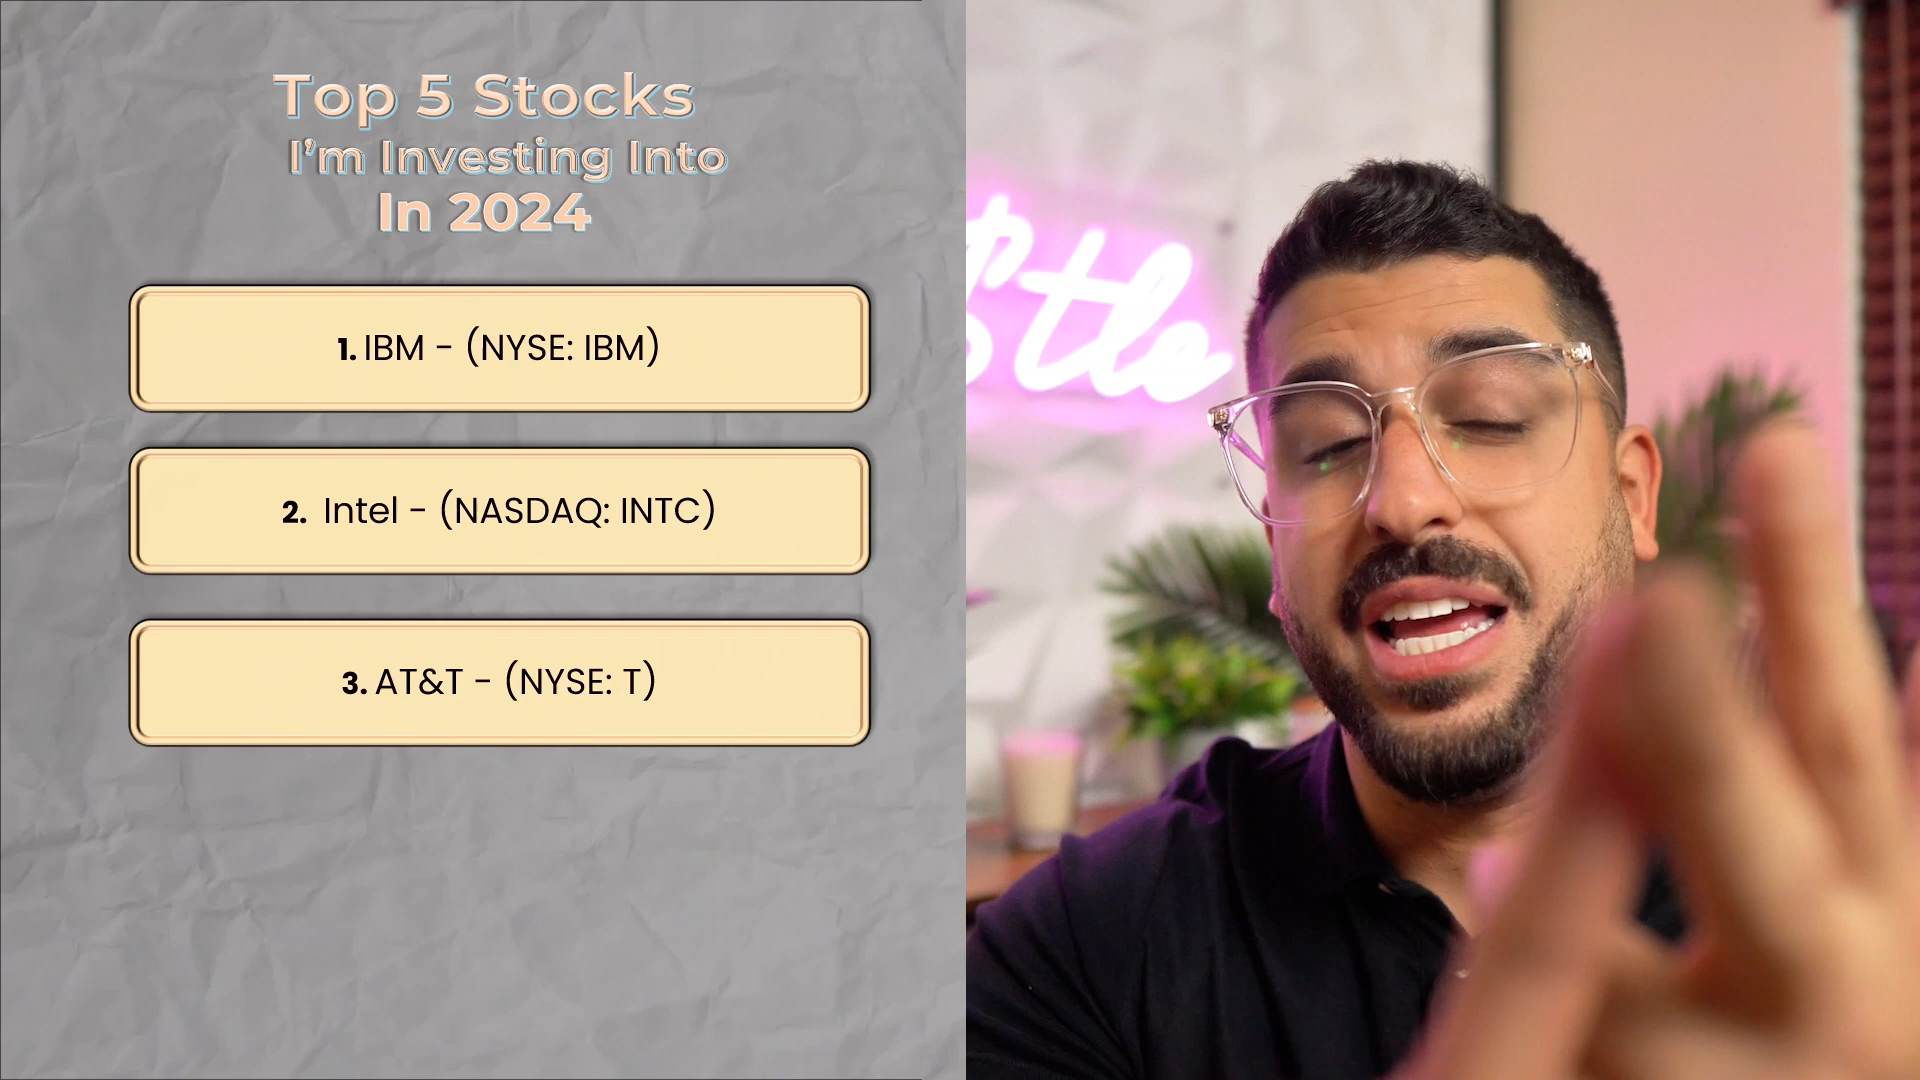 Top 5 Stocks
I'm Investing Into
In 2024
1. IBM - (NYSE: IBM)
2. Intel - (NASDAQ: INTC)
3. AT&T - (NYSE: T)